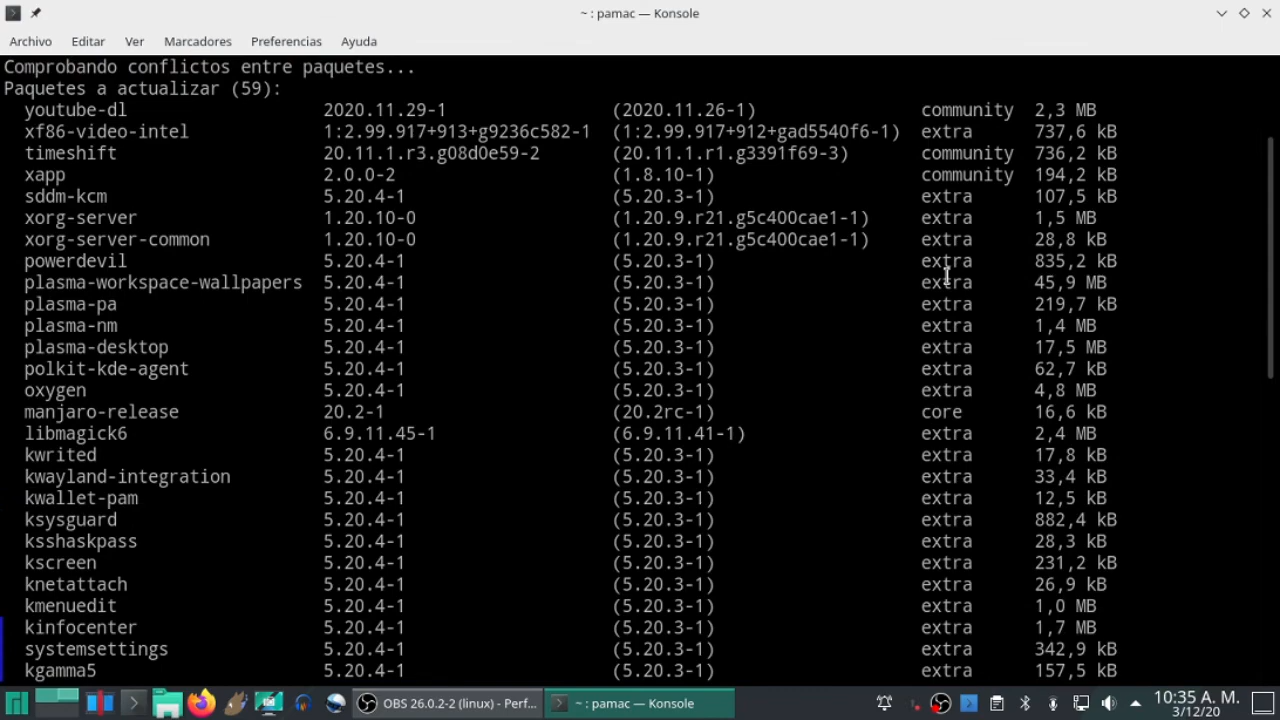 ~ : pamac — Konsole
Archivo Editar Ver Marcadores Preferencias Ayuda
Comprobando conflictos entre paquetes...
Paquetes a actualizar (59):
youtube-dl 2020.11.29-1 (2020.11.26-1) community 2,3 MB
xf86-video-intel 1:2.99.917+913+g9236c582-1 (1:2.99.917+912+gad5540f6-1) extra 737,6 kB
timeshift 20.11.1.r3.g08d0e59-2 (20.11.1.r1.g3391f69-3) community 736,2 kB
xapp 2.0.0-2 (1.8.10-1) community 194,2 kB
sddm-kcm 5.20.4-1 (5.20.3-1) extra 107,5 kB
xorg-server 1.20.10-0 (1.20.9.r21.g5c400cae1-1) extra 1,5 MB
xorg-server-common 1.20.10-0 (1.20.9.r21.g5c400cae1-1) extra 28,8 kB
powerdevil 5.20.4-1 (5.20.3-1) extra 835,2 kB
plasma-workspace-wallpapers 5.20.4-1 (5.20.3-1) extra 45,9 MB
plasma-pa 5.20.4-1 (5.20.3-1) extra 219,7 kB
plasma-nm 5.20.4-1 (5.20.3-1) extra 1,4 MB
plasma-desktop 5.20.4-1 (5.20.3-1) extra 17,5 MB
polkit-kde-agent 5.20.4-1 (5.20.3-1) extra 62,7 kB
oxygen 5.20.4-1 (5.20.3-1) extra 4,8 MB
manjaro-release 20.2-1 (20.2rc-1) core 16,6 kB
libmagick6 6.9.11.45-1 (6.9.11.41-1) extra 2,4 MB
kwrited 5.20.4-1 (5.20.3-1) extra 17,8 kB
kwayland-integration 5.20.4-1 (5.20.3-1) extra 33,4 kB
kwallet-pam 5.20.4-1 (5.20.3-1) extra 12,5 kB
ksysguard 5.20.4-1 (5.20.3-1) extra 882,4 kB
ksshaskpass 5.20.4-1 (5.20.3-1) extra 28,3 kB
kscreen 5.20.4-1 (5.20.3-1) extra 231,2 kB
knetattach 5.20.4-1 (5.20.3-1) extra 26,9 kB
kmenuedit 5.20.4-1 (5.20.3-1) extra 1,0 MB
kinfocenter 5.20.4-1 (5.20.3-1) extra 1,7 MB
systemsettings 5.20.4-1 (5.20.3-1) extra 342,9 kB
kgamma5 5.20.4-1 (5.20.3-1) extra 157,5 kB
OBS 26.0.2-2 (linux) - Perf... ~ : pamac — Konsole 10:35 A. M.
3/12/20